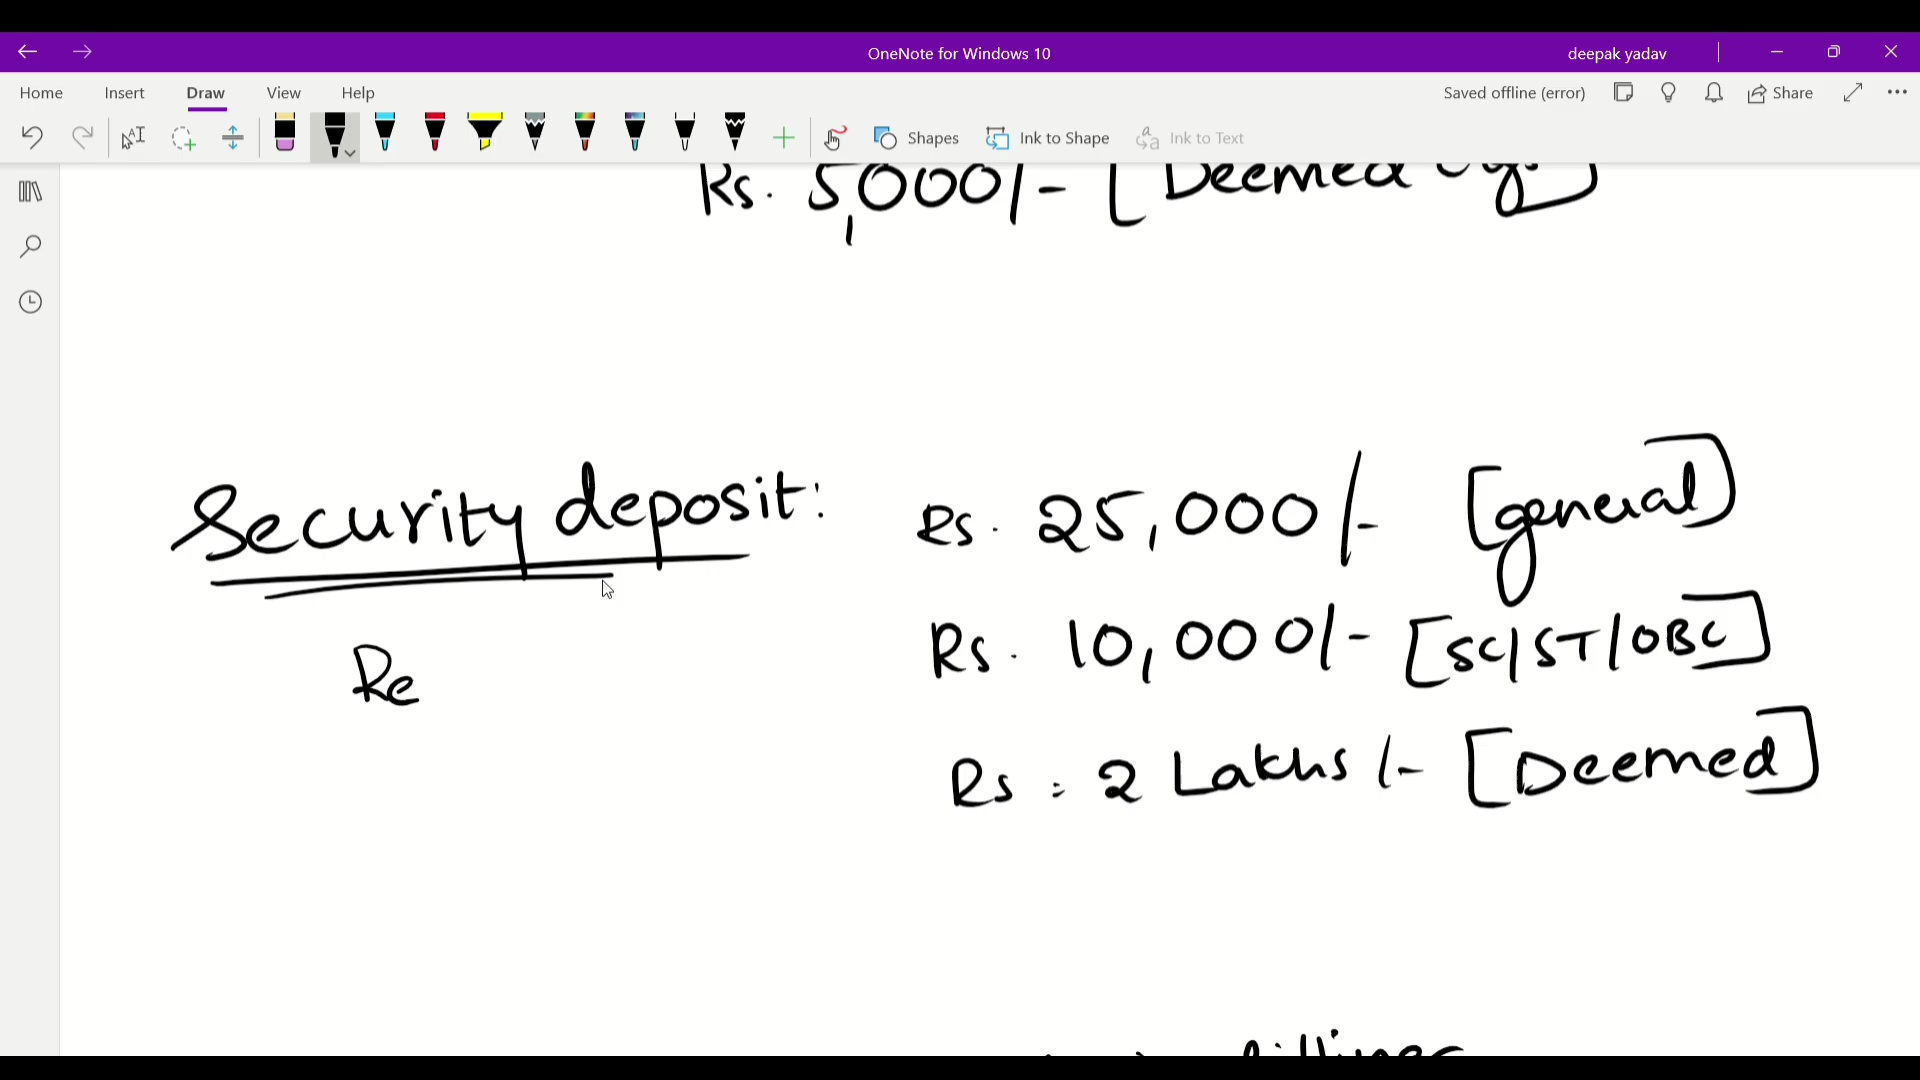 OneNote for Windows 10
deepak yadav
Home Insert Draw View Help
Saved offline (error)
Share
Shapes
Ink to Shape
Ink to Text
Rs. 5,000/- [Deemed
Security deposit: Rs. 25,000/- [general]
Rs. 10,000/- [SC/ST/OBC]
Re
Rs. 2 Lakhs/- [Deemed]